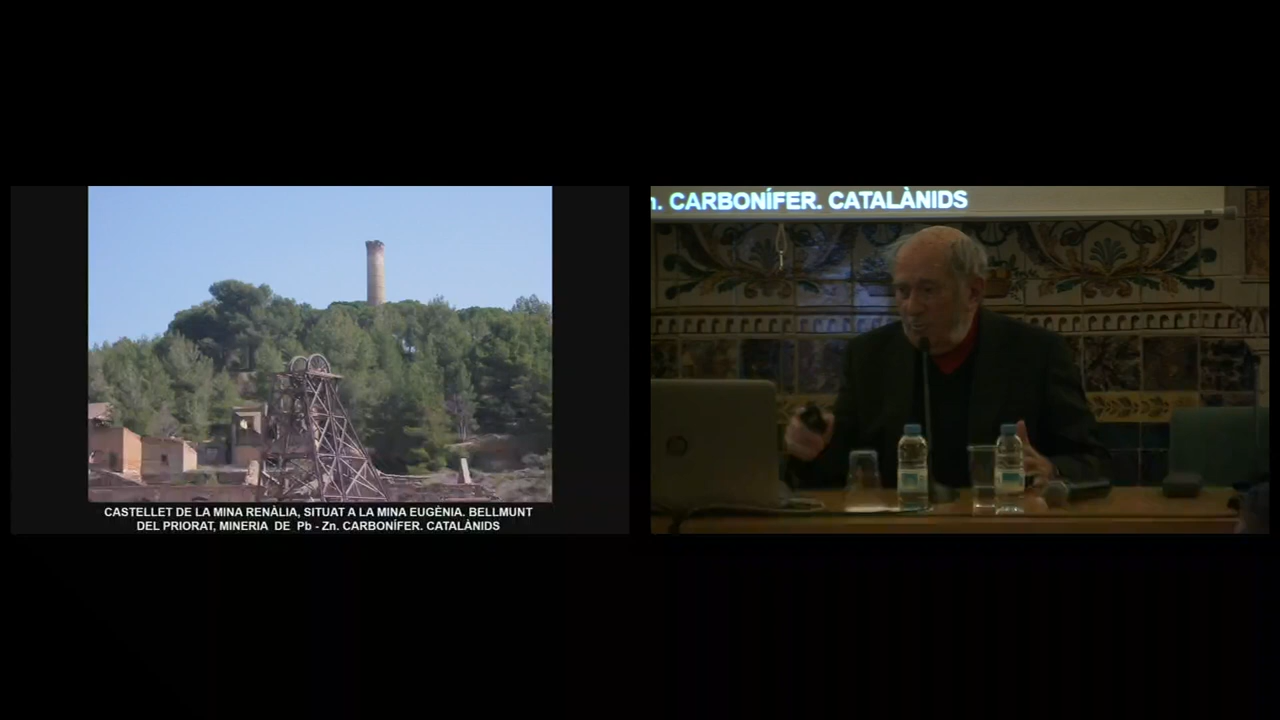 CASTELLET DE LA MINA RENÀLIA, SITUAT A LA MINA EUGÈNIA. BELLMUNT
DEL PRIORAT, MINERIA DE Pb - Zn. CARBONÍFER. CATALÀNIDS
n. CARBONÍFER. CATALÀNIDS